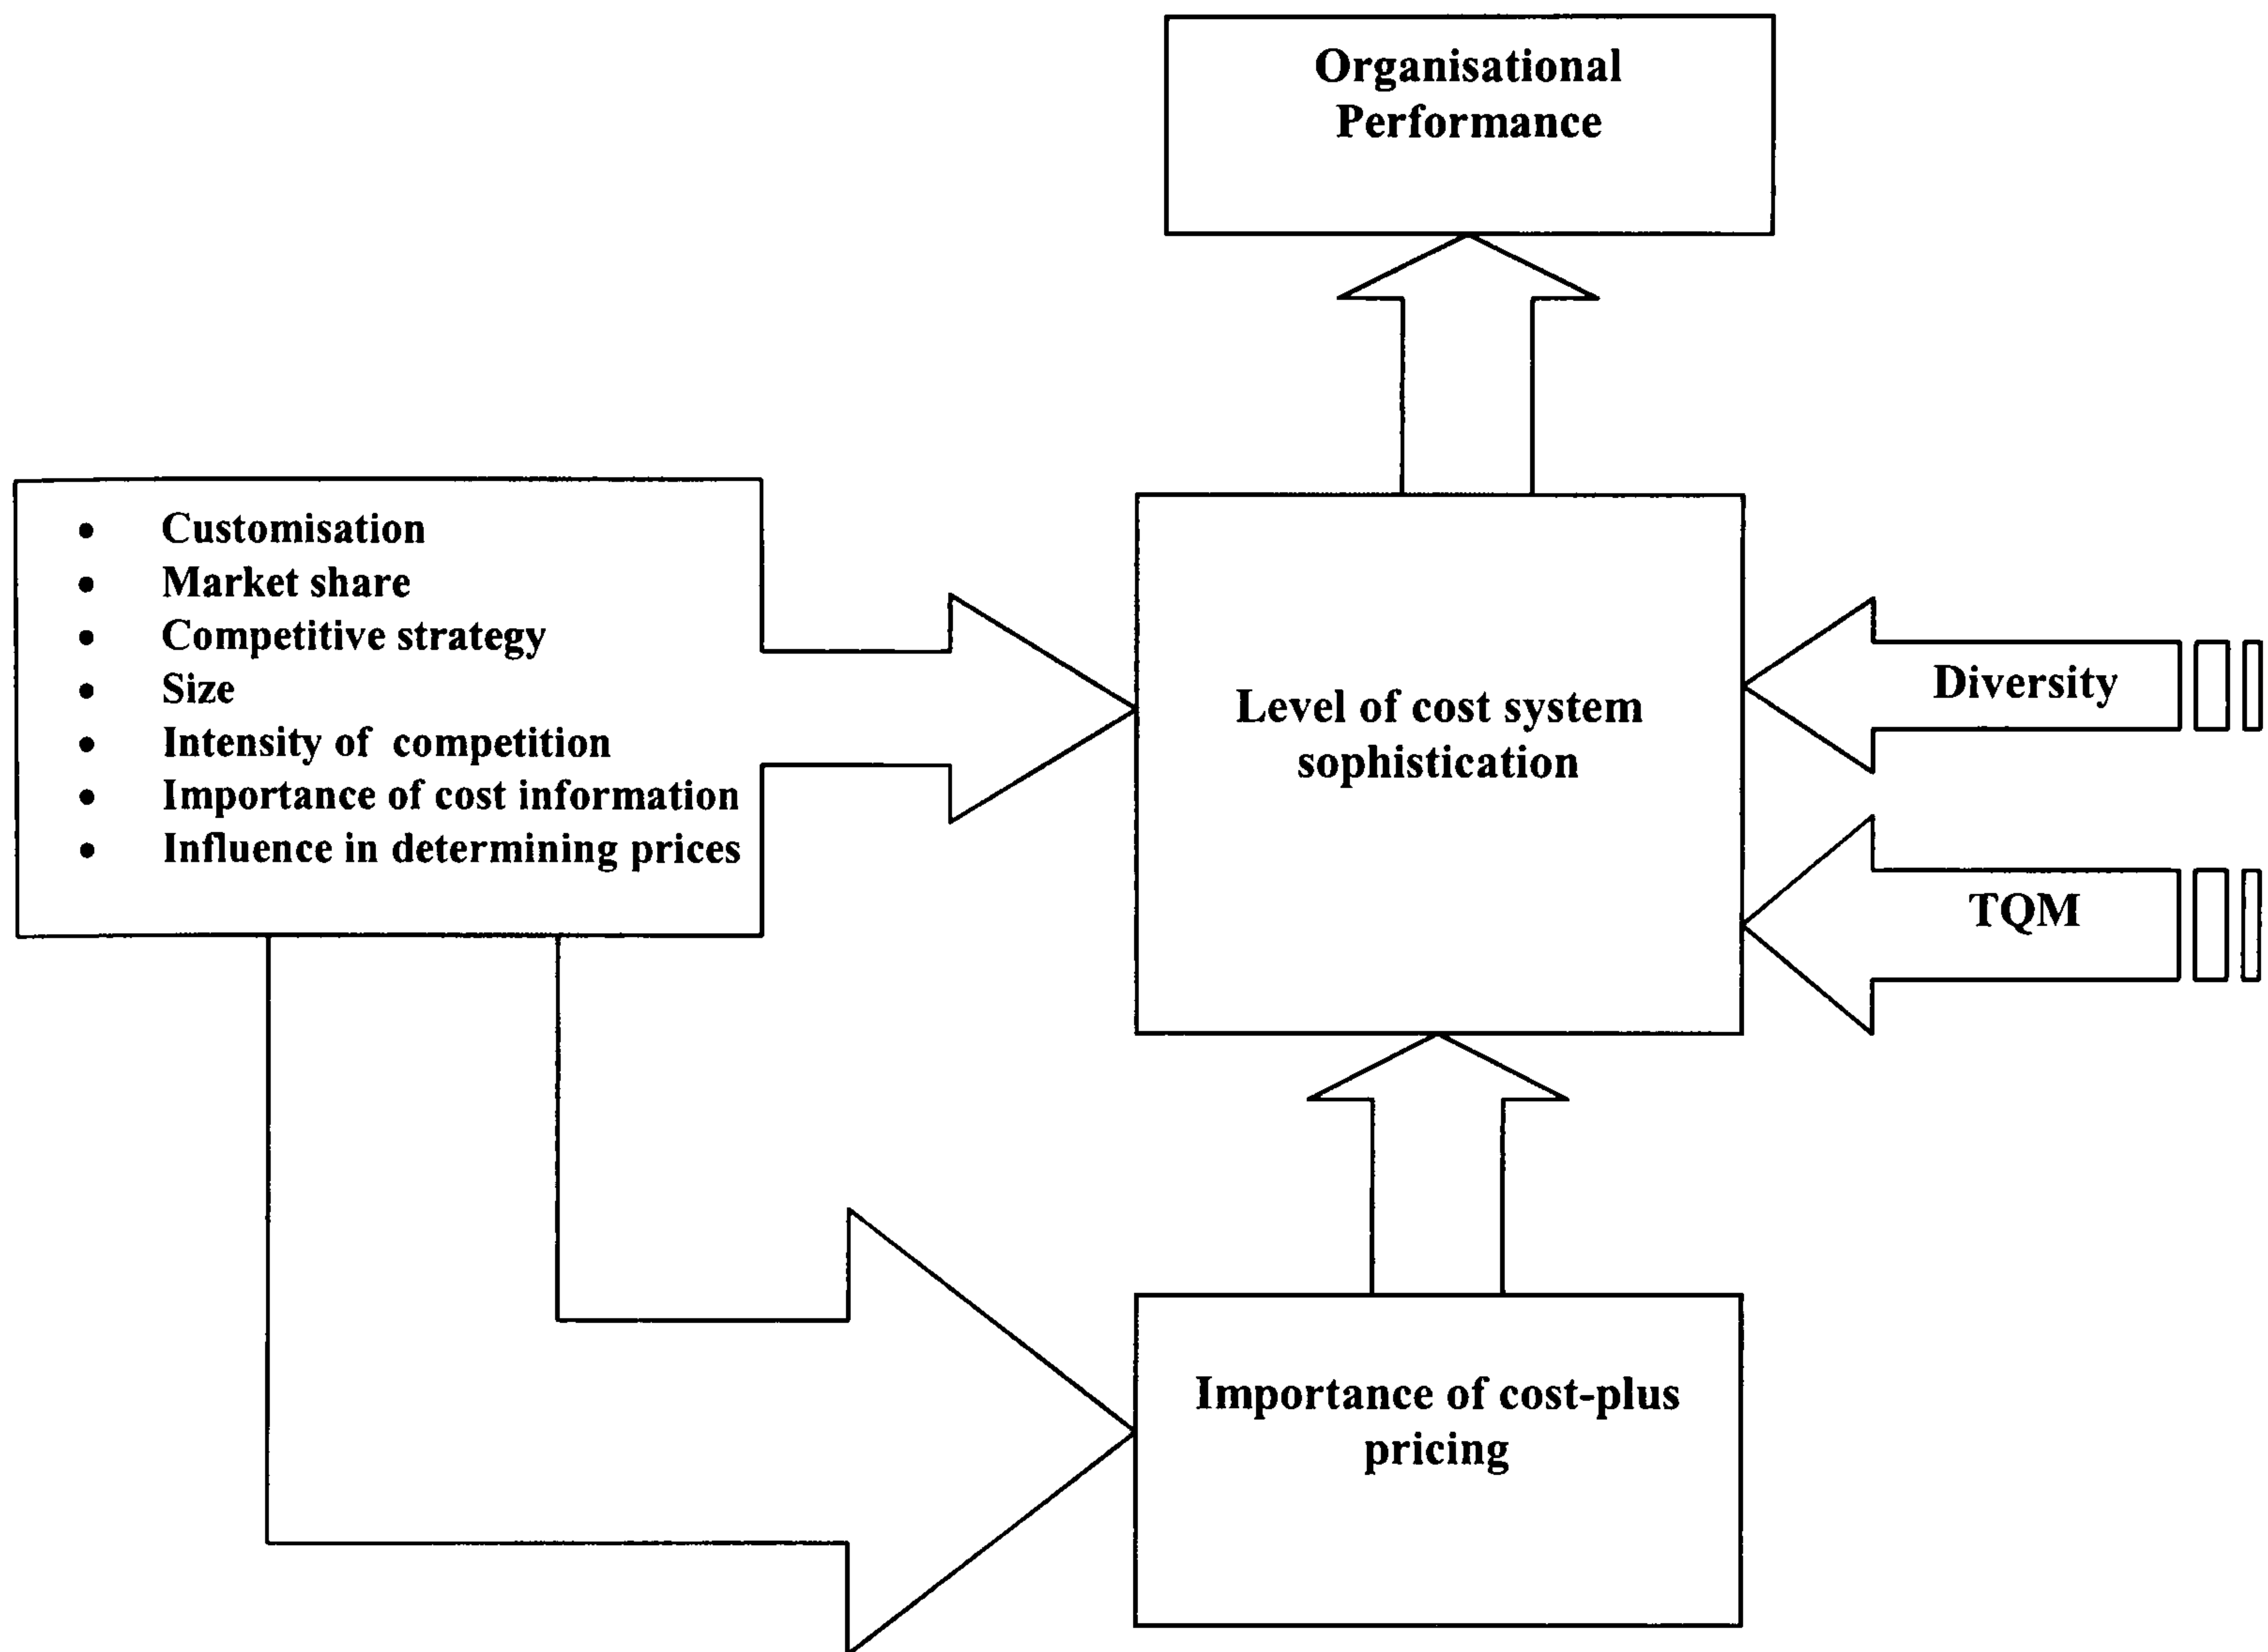 Organisational
Performance
• Customisation
• Market share
• Competitive strategy
• Size
• Intensity of competition
• Importance of cost information
• Influence in determining prices
Level of cost system
sophistication
Diversity
TQM
Importance of cost-plus
pricing